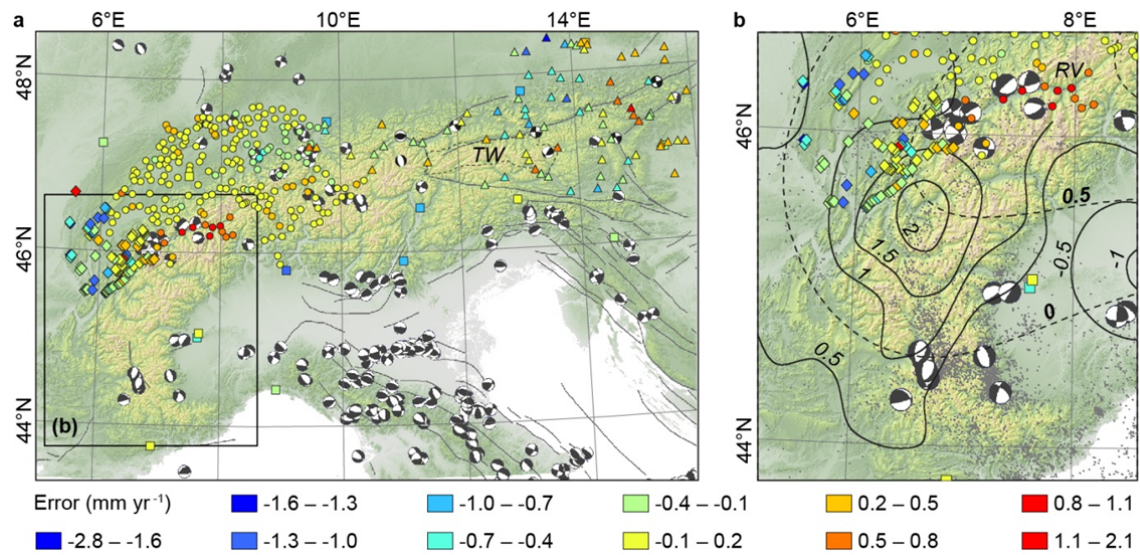 a
6°E
10°E
14°E
48°N
46°N
44°N
TW
(b)
b
6°E
8°E
46°N
44°N
RV
0.5
2
1.5
1
-0.5
-1
0
0.5
Error (mm yr⁻¹)
-1.6 – -1.3
-1.0 – -0.7
-0.4 – -0.1
0.2 – 0.5
0.8 – 1.1
-2.8 – -1.6
-1.3 – -1.0
-0.7 – -0.4
-0.1 – 0.2
0.5 – 0.8
1.1 – 2.1